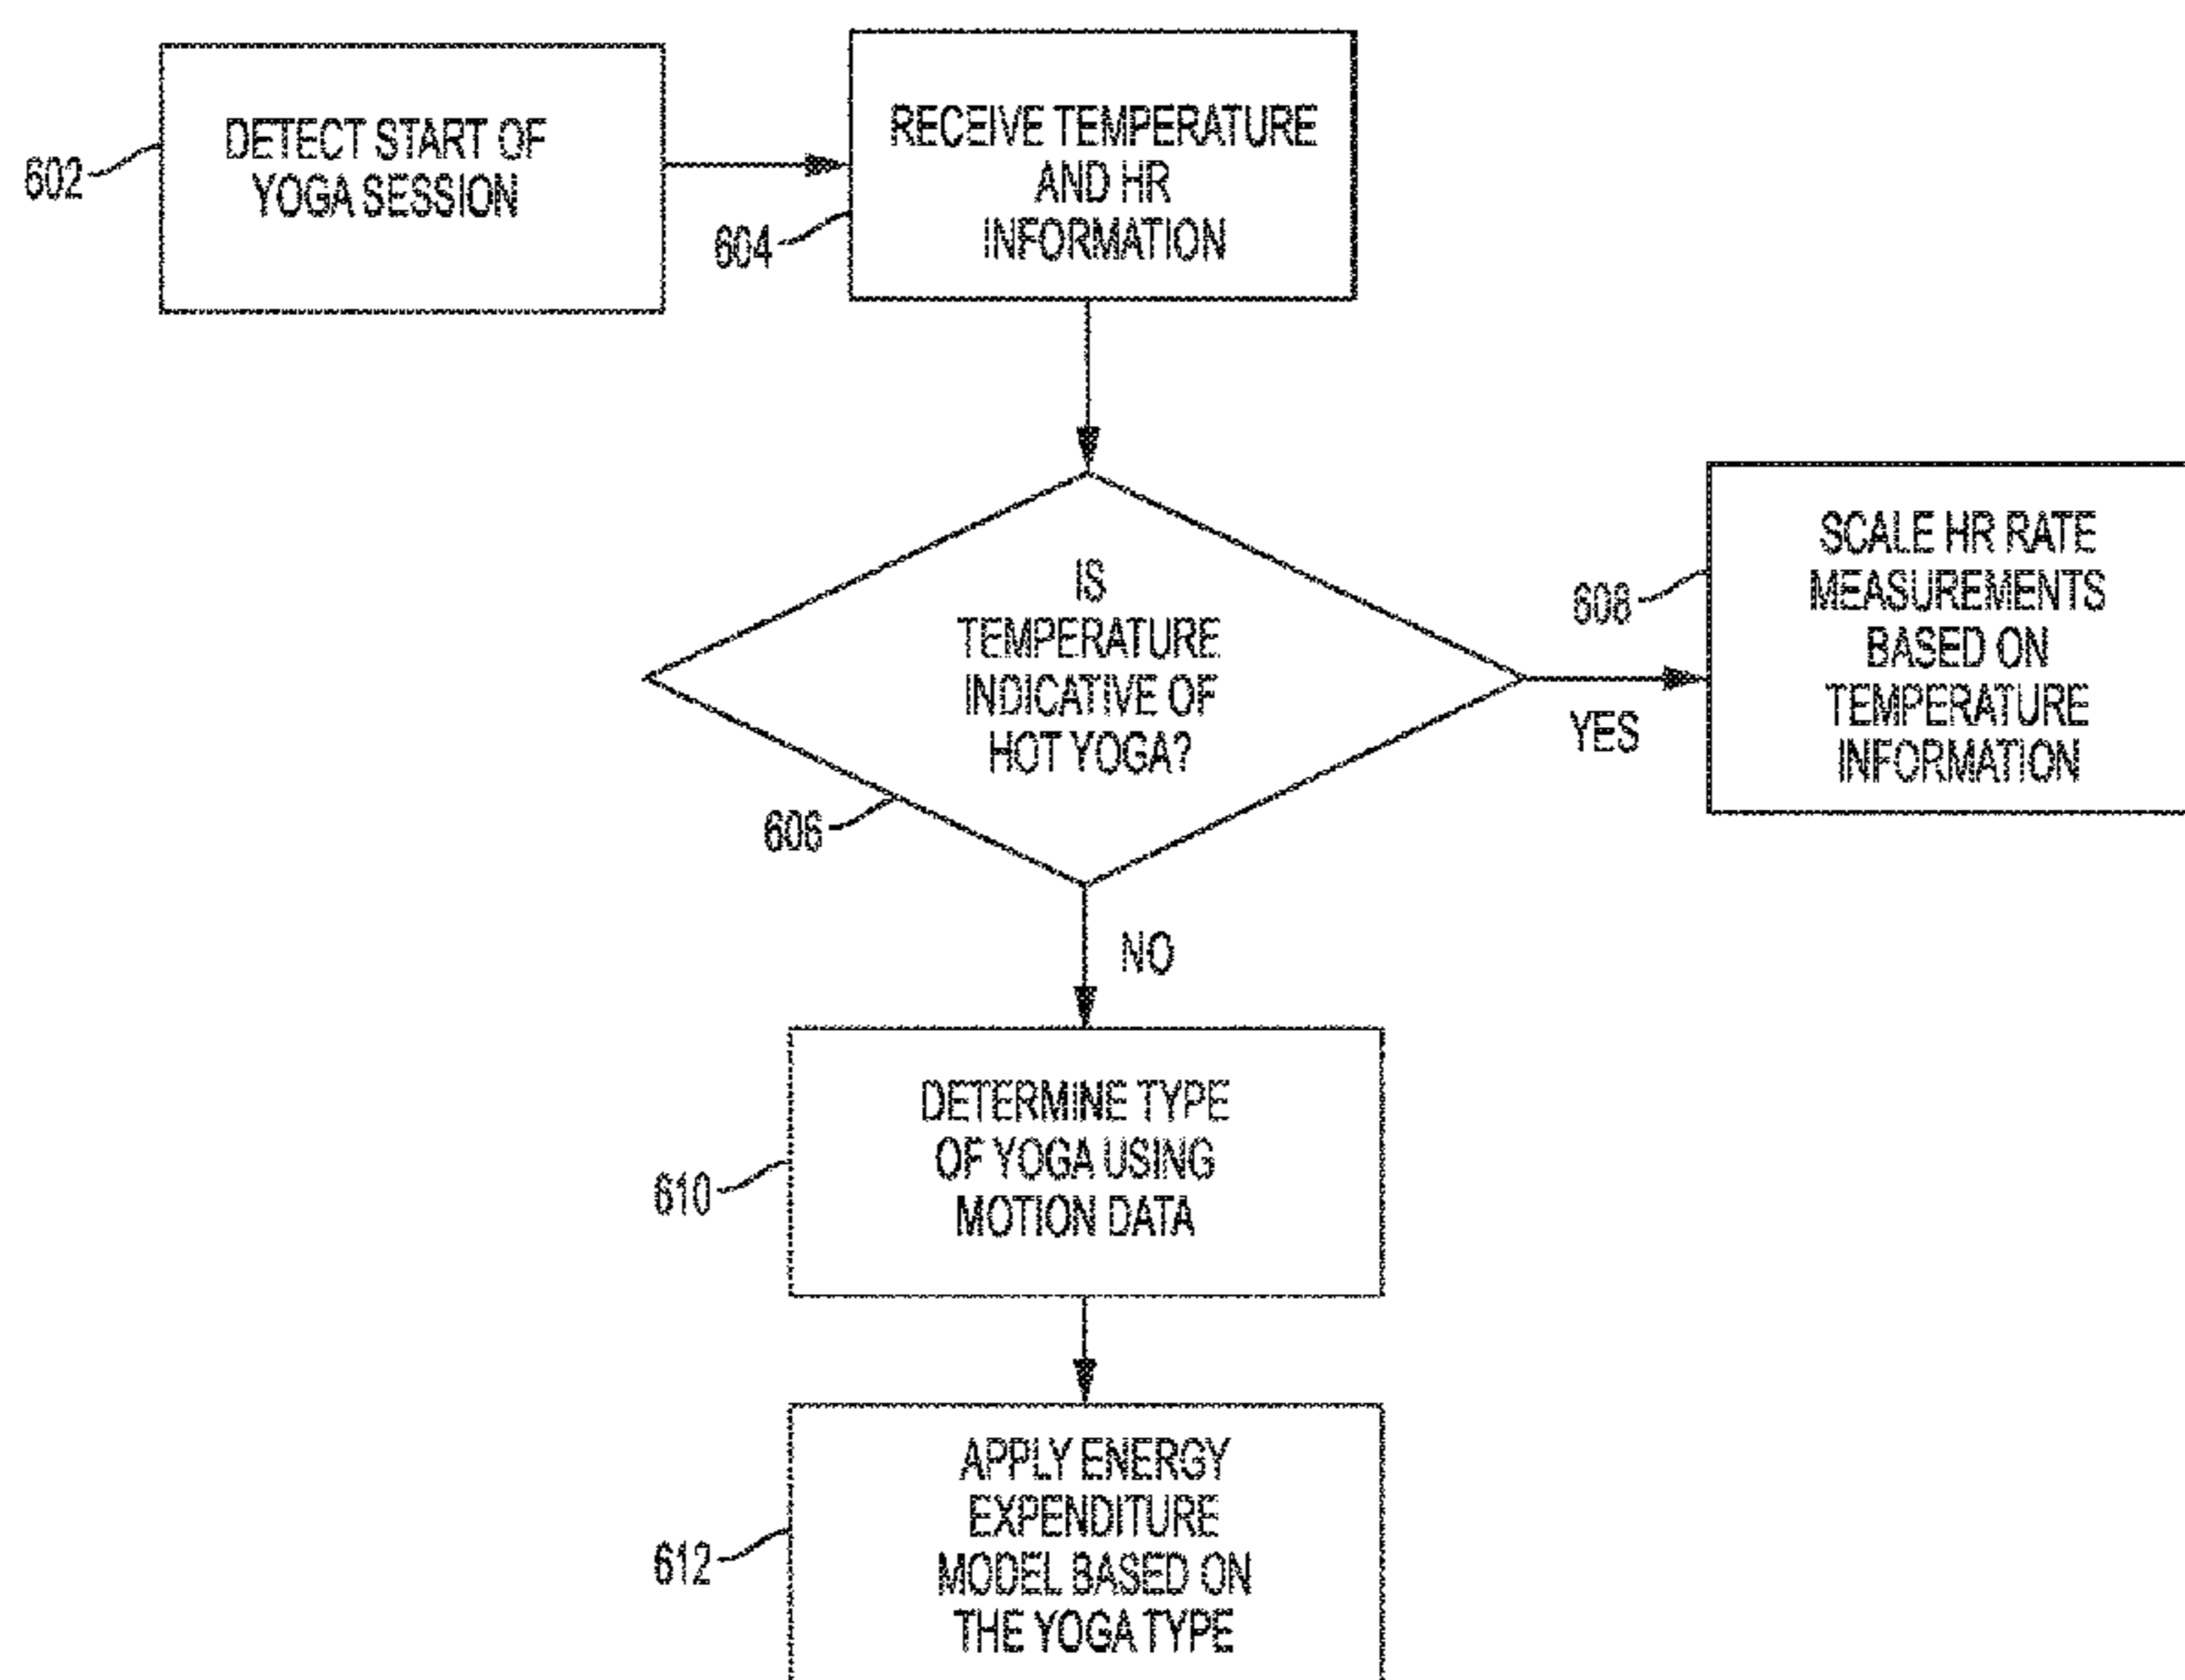 602
DETECT START OF
YOGA SESSION
604
RECEIVE TEMPERATURE
AND HR
INFORMATION
606
IS
TEMPERATURE
INDICATIVE OF
HOT YOGA?
YES
608
SCALE HR RATE
MEASUREMENTS
BASED ON
TEMPERATURE
INFORMATION
NO
610
DETERMINE TYPE
OF YOGA USING
MOTION DATA
612
APPLY ENERGY
EXPENDITURE
MODEL BASED ON
THE YOGA TYPE